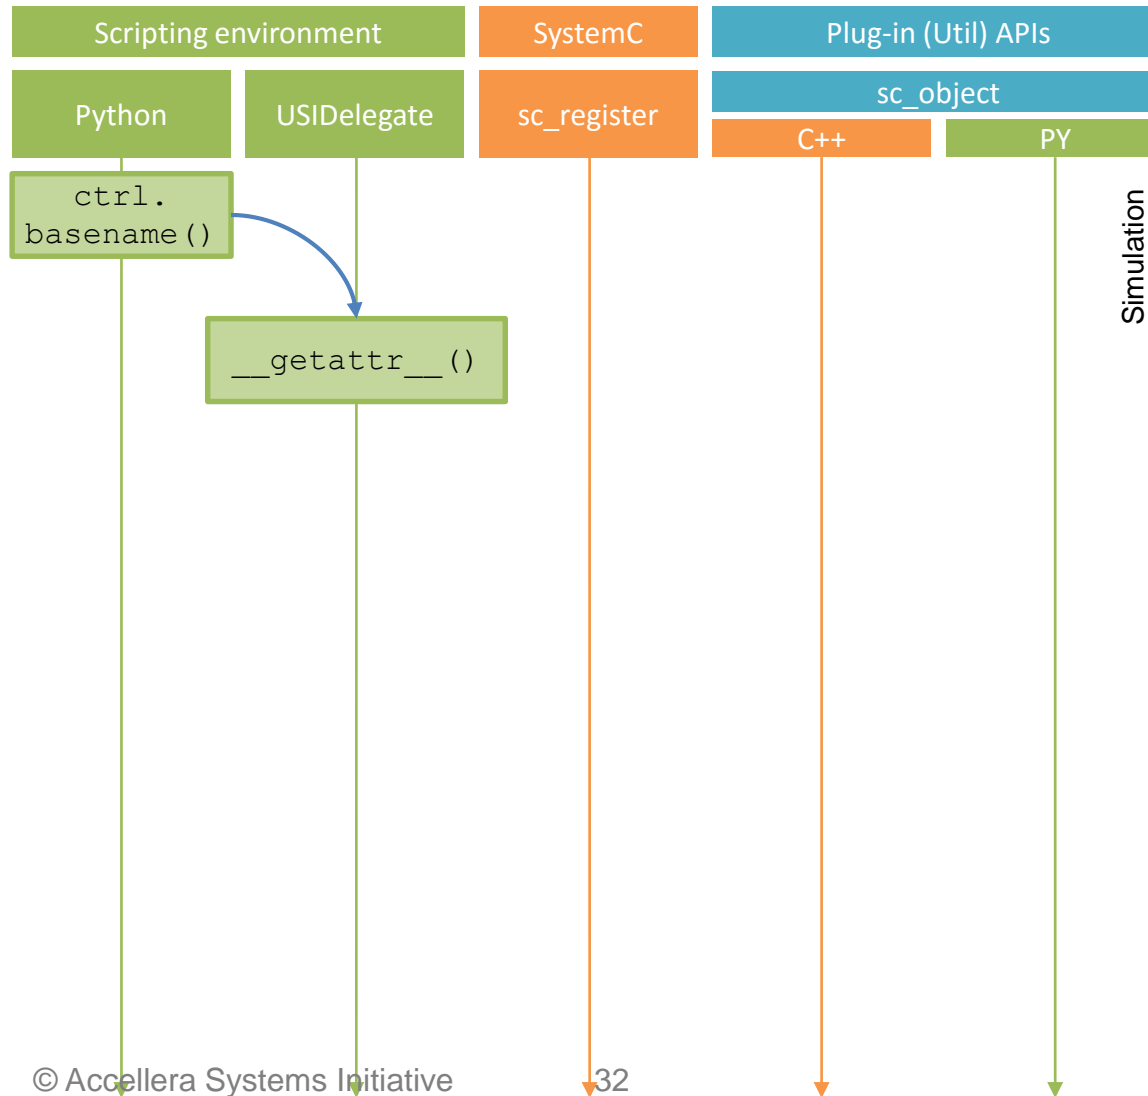 Scripting environment
SystemC
Plug-in (Util) APIs
Python
USIDelegate
sc_register
sc_object
C++
PY
ctrl.
basename()
Simulation
__getattr__()
© Accellera Systems Initiative
32